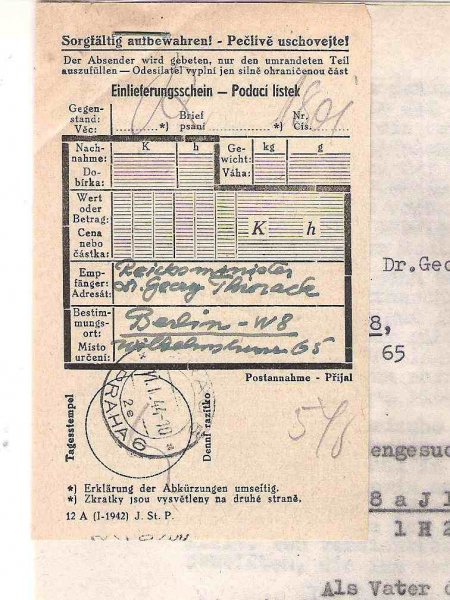 Sorgfältig aufbewahren! - Pečlivě uschovejte!
Der Absender wird gebeten, nur den umrandeten Teil
auszufüllen — Odesilatel vyplní jen silně ohraničenou část
Einlieferungsschein — Podací lístek
Gegen-
stand:
Věc:
*)
Brief
psaní
*)
Nr.
Čís.
Nach-
nahme:
Do-
bírka:
K h
Ge-
wicht:
Váha:
kg g
Wert
oder
Betrag:
Cena
nebo
částka:
K h
Emp-
fänger:
Adresát:
Reichsminister
Dr. Georg Thierack
Bestim-
mungs-
ort:
Místo
určení:
Berlin - W8
65
Postannahme - Přijal
Tagesstempel
Denní razítko
PRAHA 6
2e
*) Erklärung der Abkürzungen umseitig.
*) Zkratky jsou vysvětleny na druhé straně.
12 A (I-1942) J. St. P.
Dr.Geo
8,
65
engesuc
1 H 2
Als Vater d